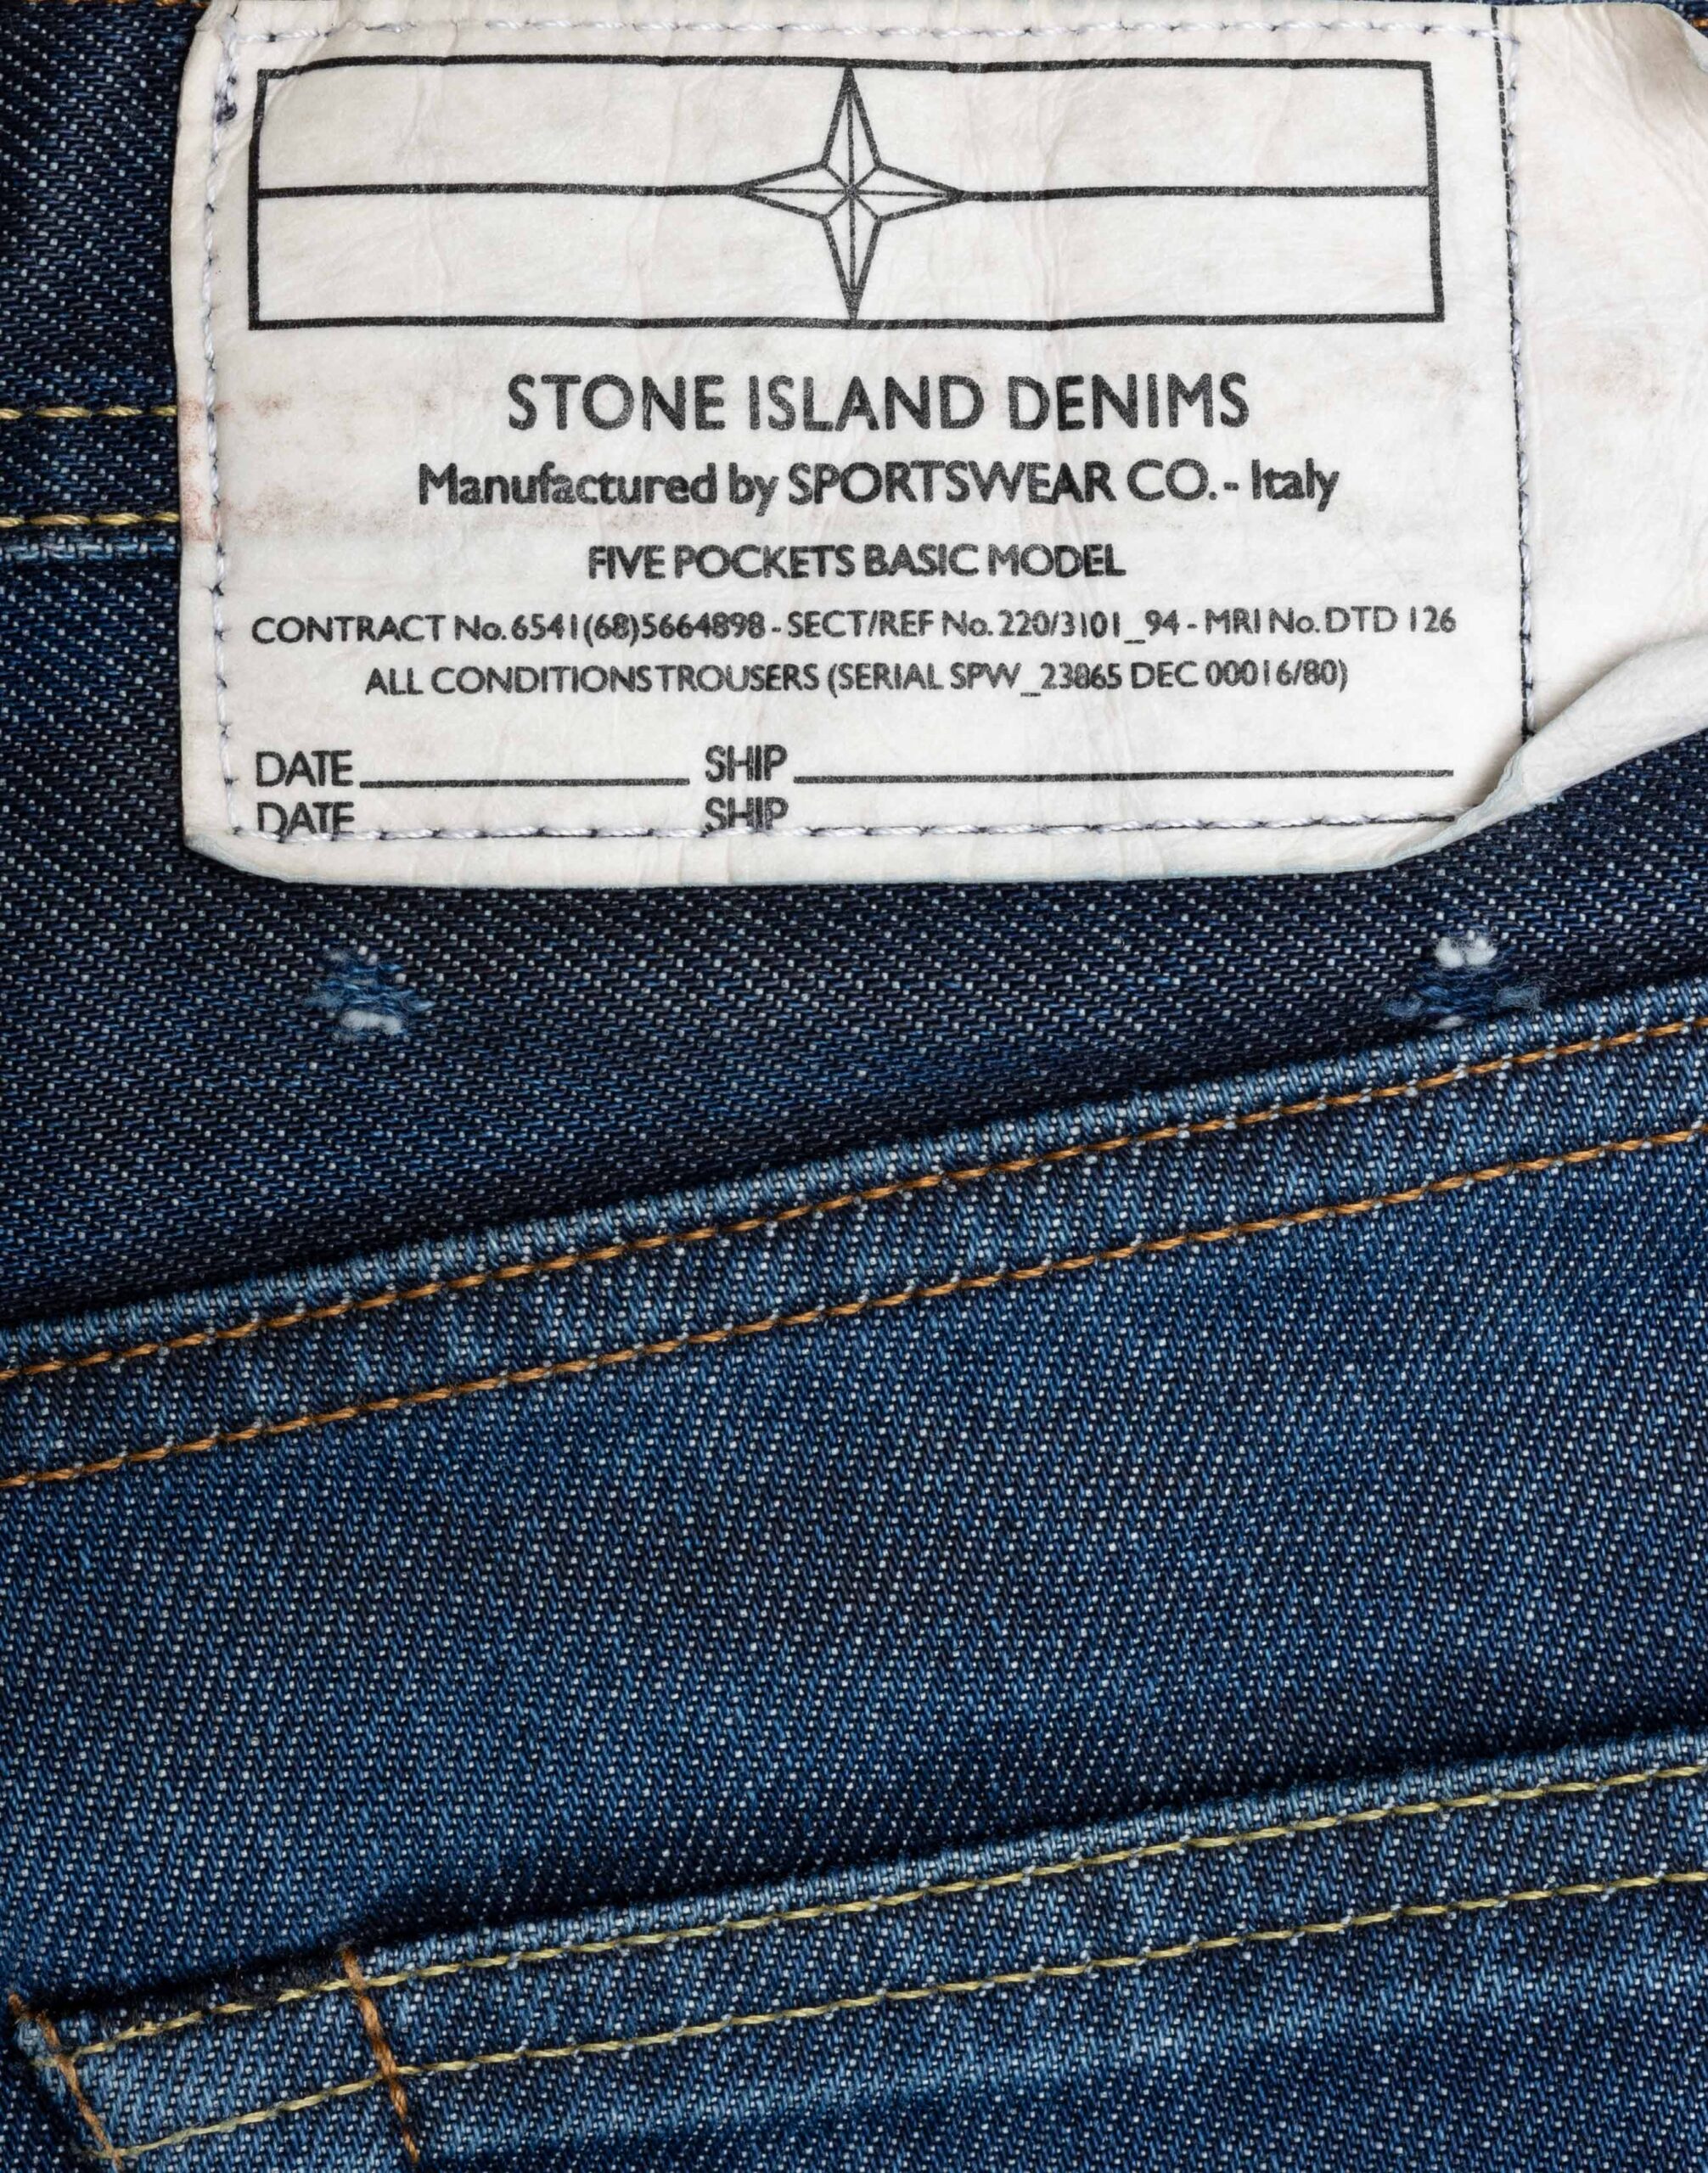 STONE ISLAND DENIMS
Manufactured by SPORTSWEAR CO. - Italy
FIVE POCKETS BASIC MODEL
CONTRACT No. 6541(68)5664898 - SECT/REF No. 220/3101_94 - MRI No. DTD 126
ALL CONDITIONS TROUSERS (SERIAL SPW_23865 DEC 00016/80)
DATE SHIP
DATE SHIP